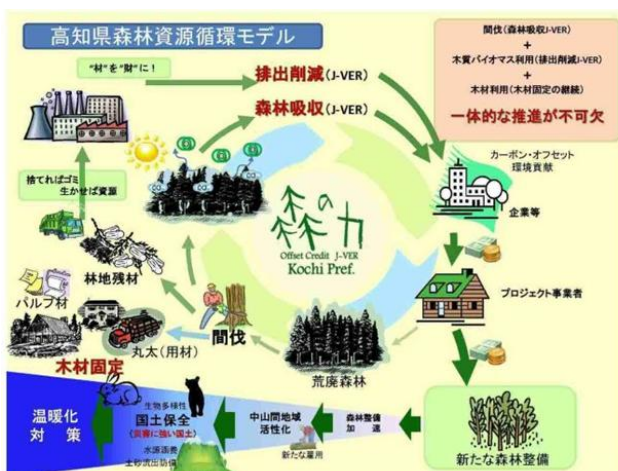 高知県森林資源循環モデル
間伐(森林吸収J-VER)
+
木質バイオマス利用(排出削減J-VER)
+
木材利用(木材固定の継続)
一体的な推進が不可欠
"材"を"財"に!
排出削減(J-VER)
森林吸収(J-VER)
カーボン・オフセット
環境貢献
企業等
捨てればゴミ
生かせば資源
森の力
Offset Credit J-VER
Kochi Pref.
林地残材
パルプ材
プロジェクト事業者
間伐
丸太(用材)
荒廃森林
木材固定
温暖化
対策
生物多様性
国土保全
(災害に強い国土)
水源涵養
土砂流出防備
中山間地域
活性化
新たな雇用
森林整備
加速
新たな森林整備